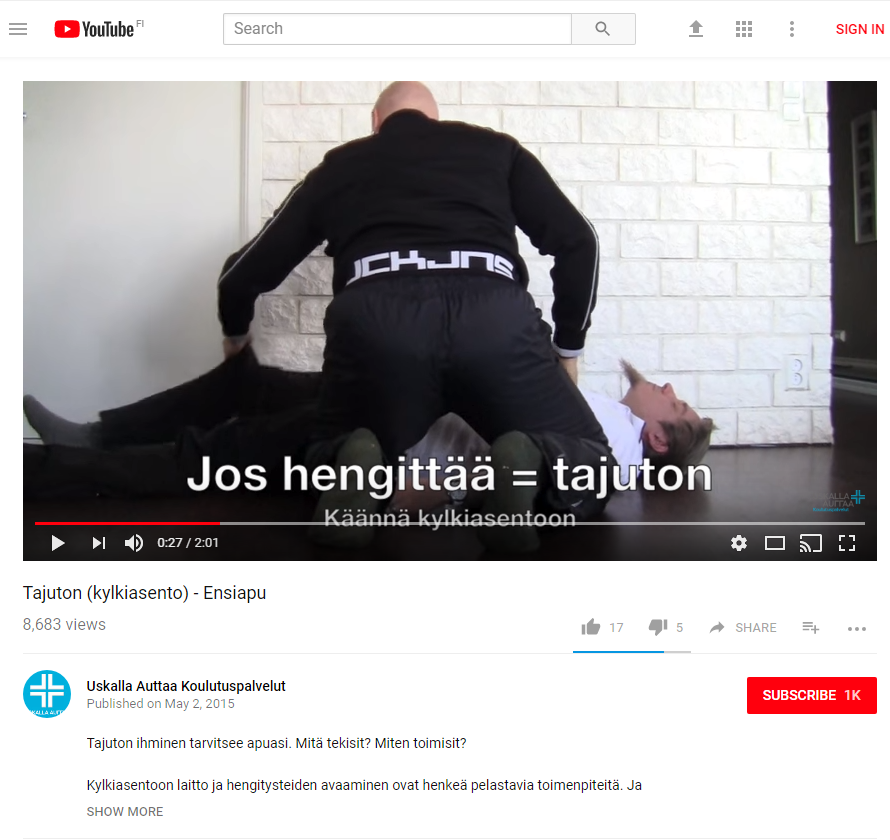 YouTube FI
Search
SIGN IN
JCKJNS
Jos hengittää = tajuton
Käännä kylkiasentoon
0:27 / 2:01
Tajuton (kylkiasento) - Ensiapu
8,683 views
17
5
SHARE
Uskalla Auttaa Koulutuspalvelut
Published on May 2, 2015
SUBSCRIBE 1K
Tajuton ihminen tarvitsee apuasi. Mitä tekisit? Miten toimisit?
Kylkiasentoon laitto ja hengitysteiden avaaminen ovat henkeä pelastavia toimenpiteitä. Ja
SHOW MORE